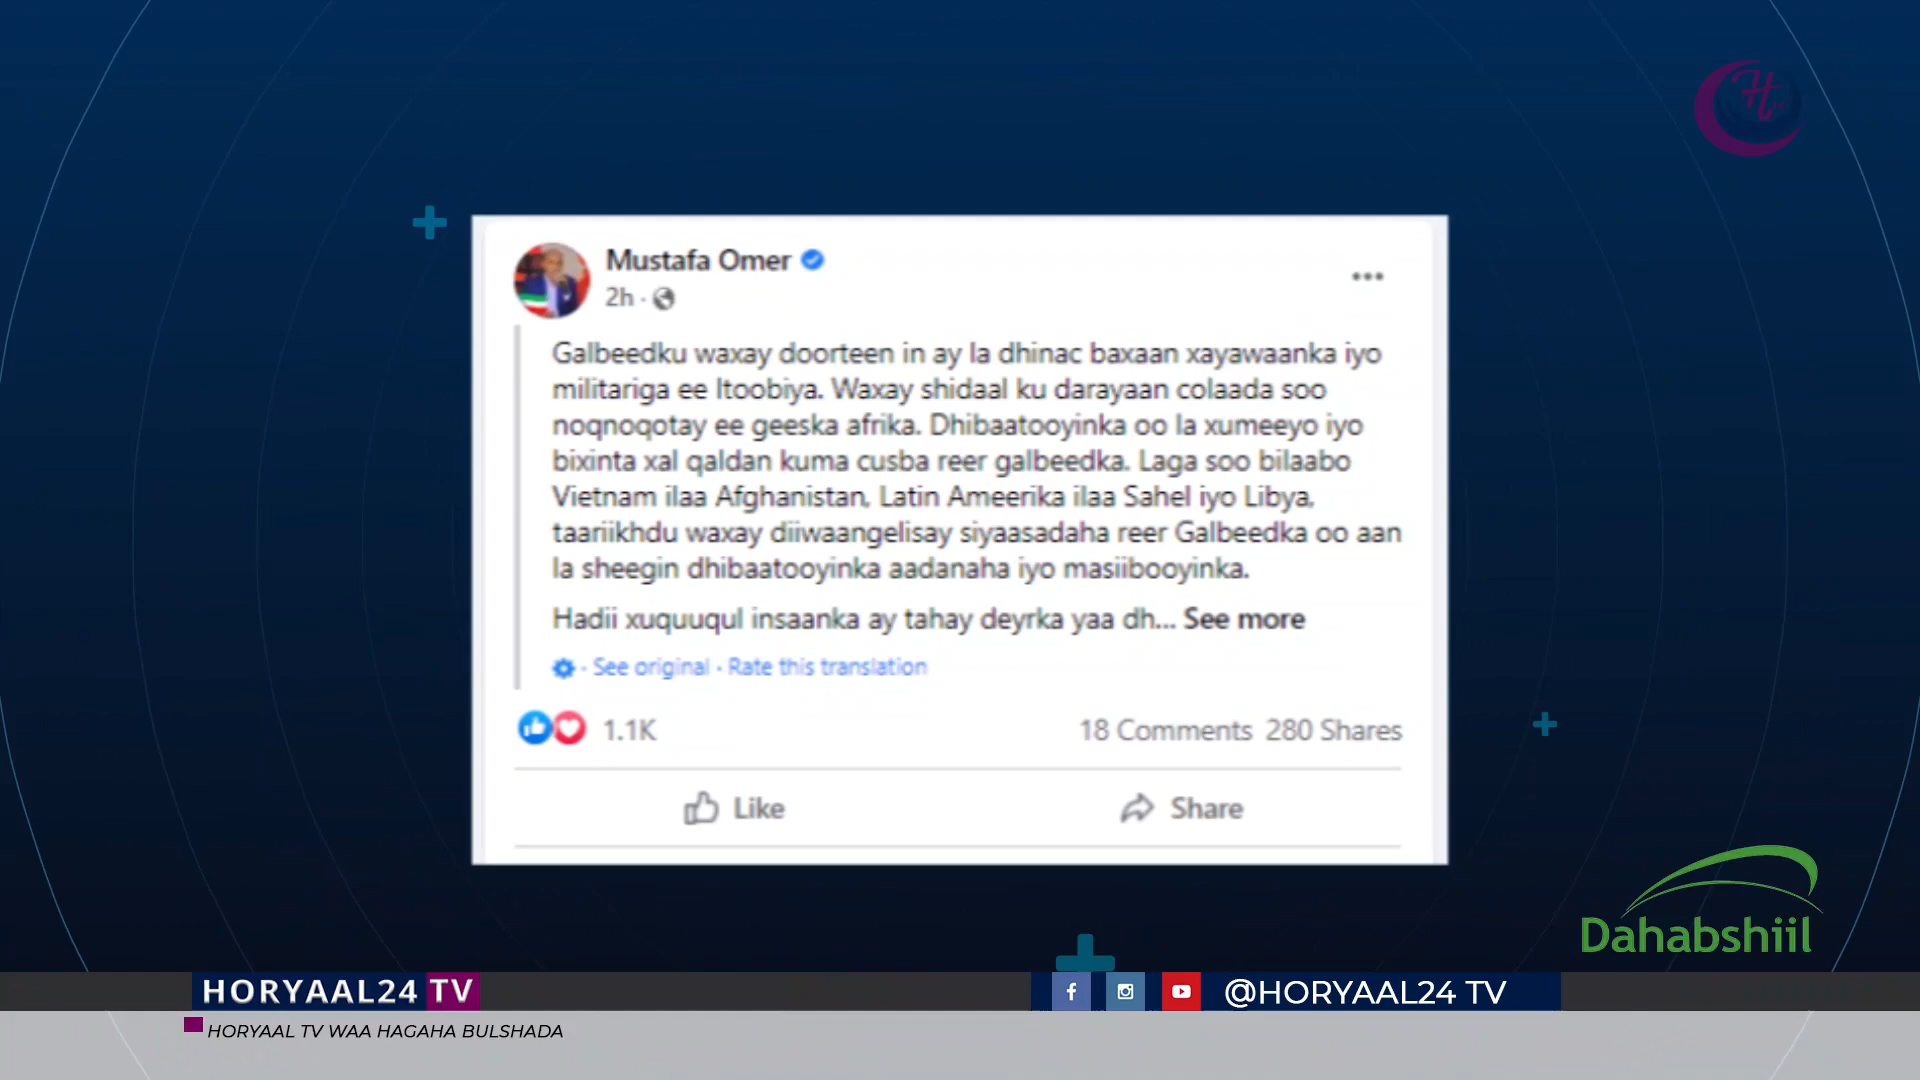 Mustafa Omer
2h ·
Galbeedku waxay doorteen in ay la dhinac baxaan xayawaanka iyo
militariga ee Itoobiya. Waxay shidaal ku darayaan colaada soo
noqnoqotay ee geeska afrika. Dhibaatooyinka oo la xumeeyo iyo
bixinta xal qaldan kuma cusba reer galbeedka. Laga soo bilaabo
Vietnam ilaa Afghanistan, Latin Ameerika ilaa Sahel iyo Libya,
taariikhdu waxay diiwaangelisay siyaasadaha reer Galbeedka oo aan
la sheegin dhibaatooyinka aadanaha iyo masiibooyinka.
Hadii xuquuqul insaanka ay tahay deyrka yaa dh... See more
· See original · Rate this translation
1.1K 18 Comments 280 Shares
Like Share
Dahabshiil
HORYAAL24 TV @HORYAAL24 TV
HORYAAL TV WAA HAGAHA BULSHADA